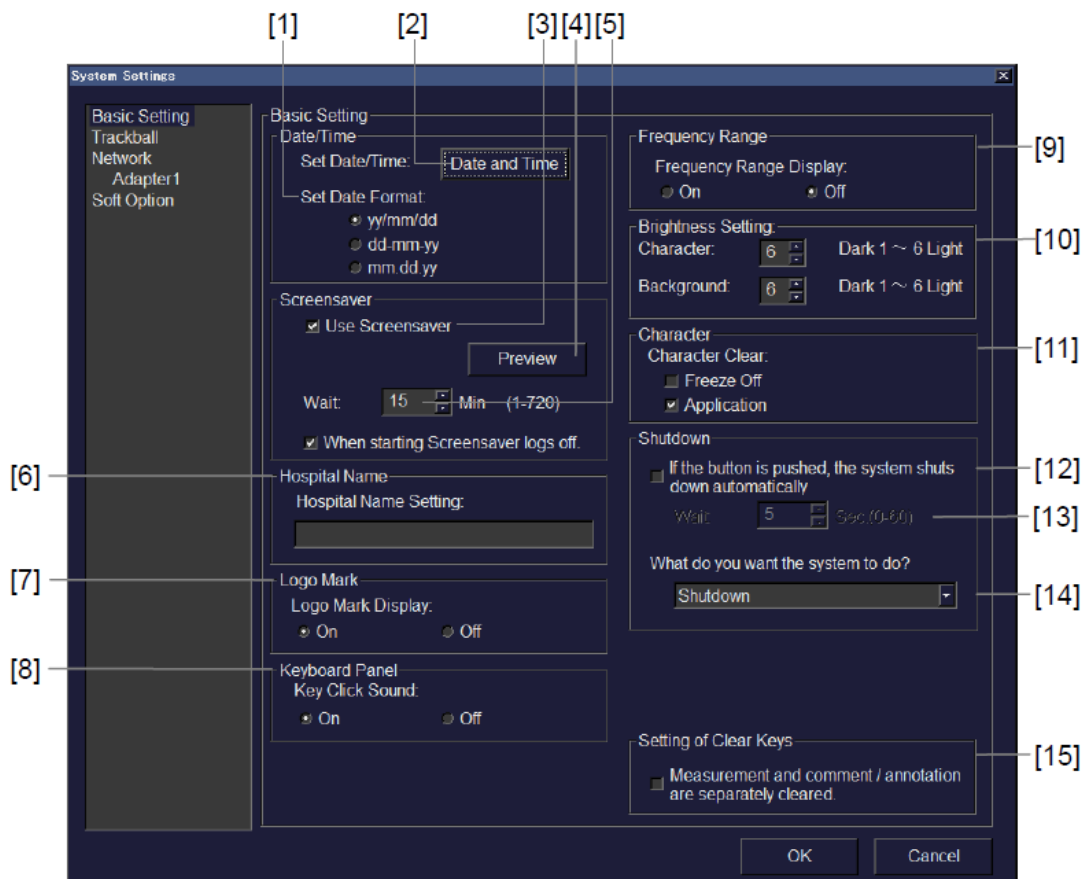 [1] [2] [3] [4] [5]
System Settings
Basic Setting
Trackball
Network
Adapter1
Soft Option
Basic Setting
Date/Time
Set Date/Time: Date and Time
Set Date Format:
yy/mm/dd
dd-mm-yy
mm.dd.yy
Screensaver
Use Screensaver
Preview
Wait: 15 Min (1-720)
When starting Screensaver logs off.
[6]
Hospital Name
Hospital Name Setting:
[7]
Logo Mark
Logo Mark Display:
On Off
[8]
Keyboard Panel
Key Click Sound:
On Off
Frequency Range
[9]
Frequency Range Display:
On Off
Brightness Setting:
[10]
Character: 6 Dark 1 ~ 6 Light
Background: 6 Dark 1 ~ 6 Light
Character
[11]
Character Clear:
Freeze Off
Application
Shutdown
[12]
If the button is pushed, the system shuts
down automatically
Wait: 5 Sec.(0-60)
[13]
What do you want the system to do?
Shutdown
[14]
Setting of Clear Keys
[15]
Measurement and comment / annotation
are separately cleared.
OK Cancel